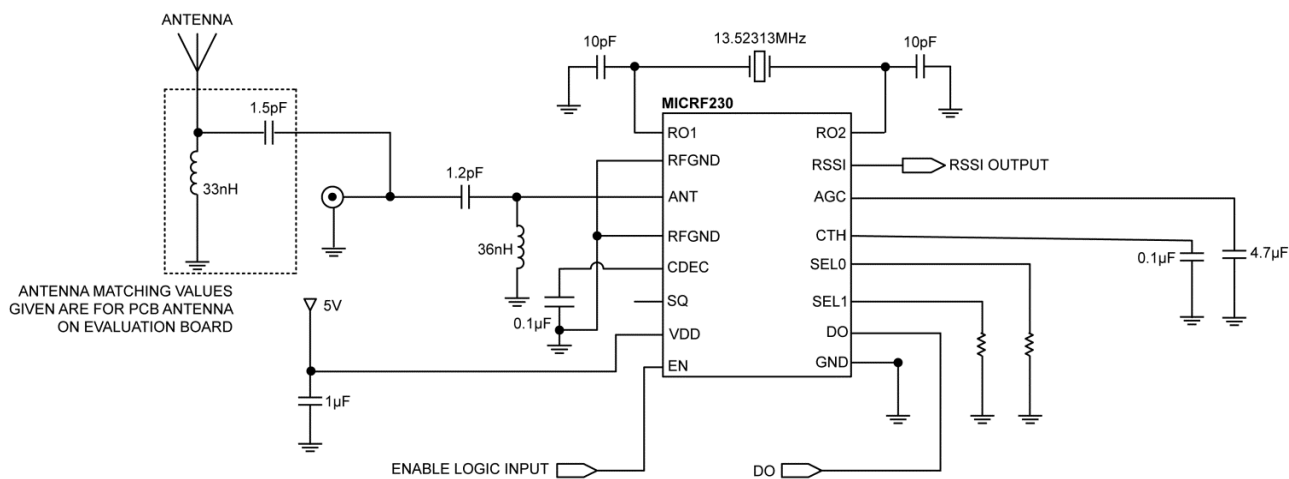 ANTENNA
10pF
13.52313MHz
10pF
1.5pF
33nH
ANTENNA MATCHING VALUES
GIVEN ARE FOR PCB ANTENNA
ON EVALUATION BOARD
1.2pF
36nH
0.1µF
5V
1µF
MICRF230
RO1
RFGND
ANT
RFGND
CDEC
SQ
VDD
EN
RO2
RSSI
AGC
CTH
SEL0
SEL1
DO
GND
RSSI OUTPUT
0.1µF
4.7µF
ENABLE LOGIC INPUT
DO